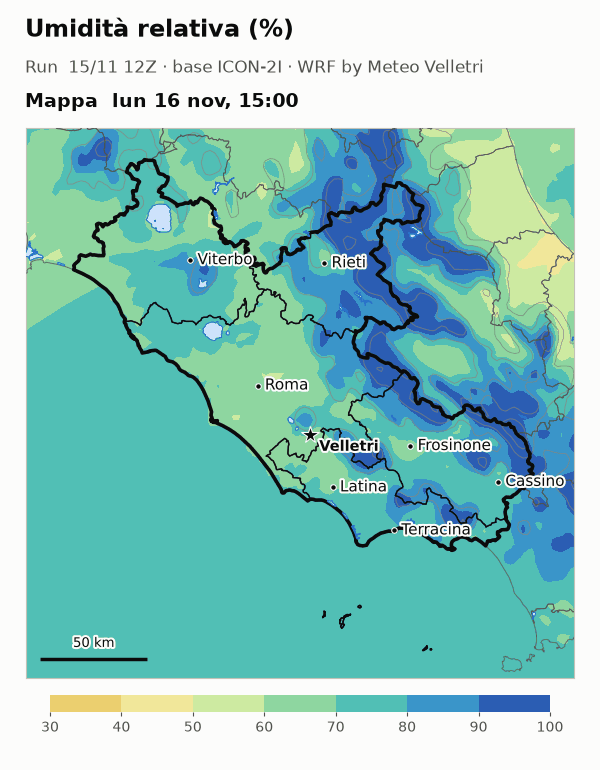 Umidità relativa (%)
Run 15/11 12Z · base ICON-2I · WRF by Meteo Velletri
Mappa lun 16 nov, 15:00
Viterbo
Rieti
Roma
Velletri
Frosinone
Cassino
Latina
Terracina
50 km
30 40 50 60 70 80 90 100